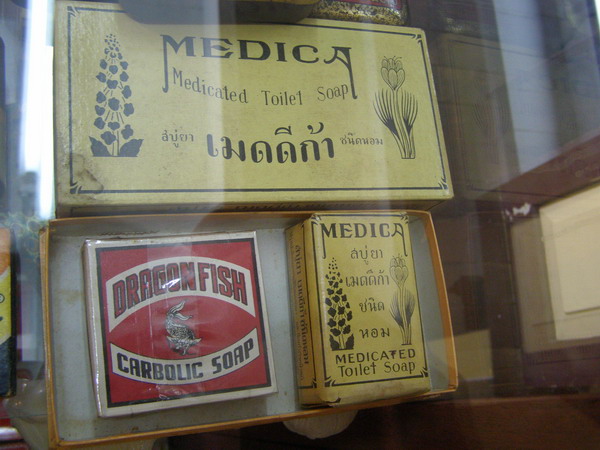 MEDICA
Medicated Toilet Soap
สบู่ยา เมดดีก้า ชนิดหอม
DRAGON FISH
CARBOLIC SOAP
MEDICA
สบู่ยา
เมดดีก้า
ชนิด
หอม
MEDICATED
Toilet Soap